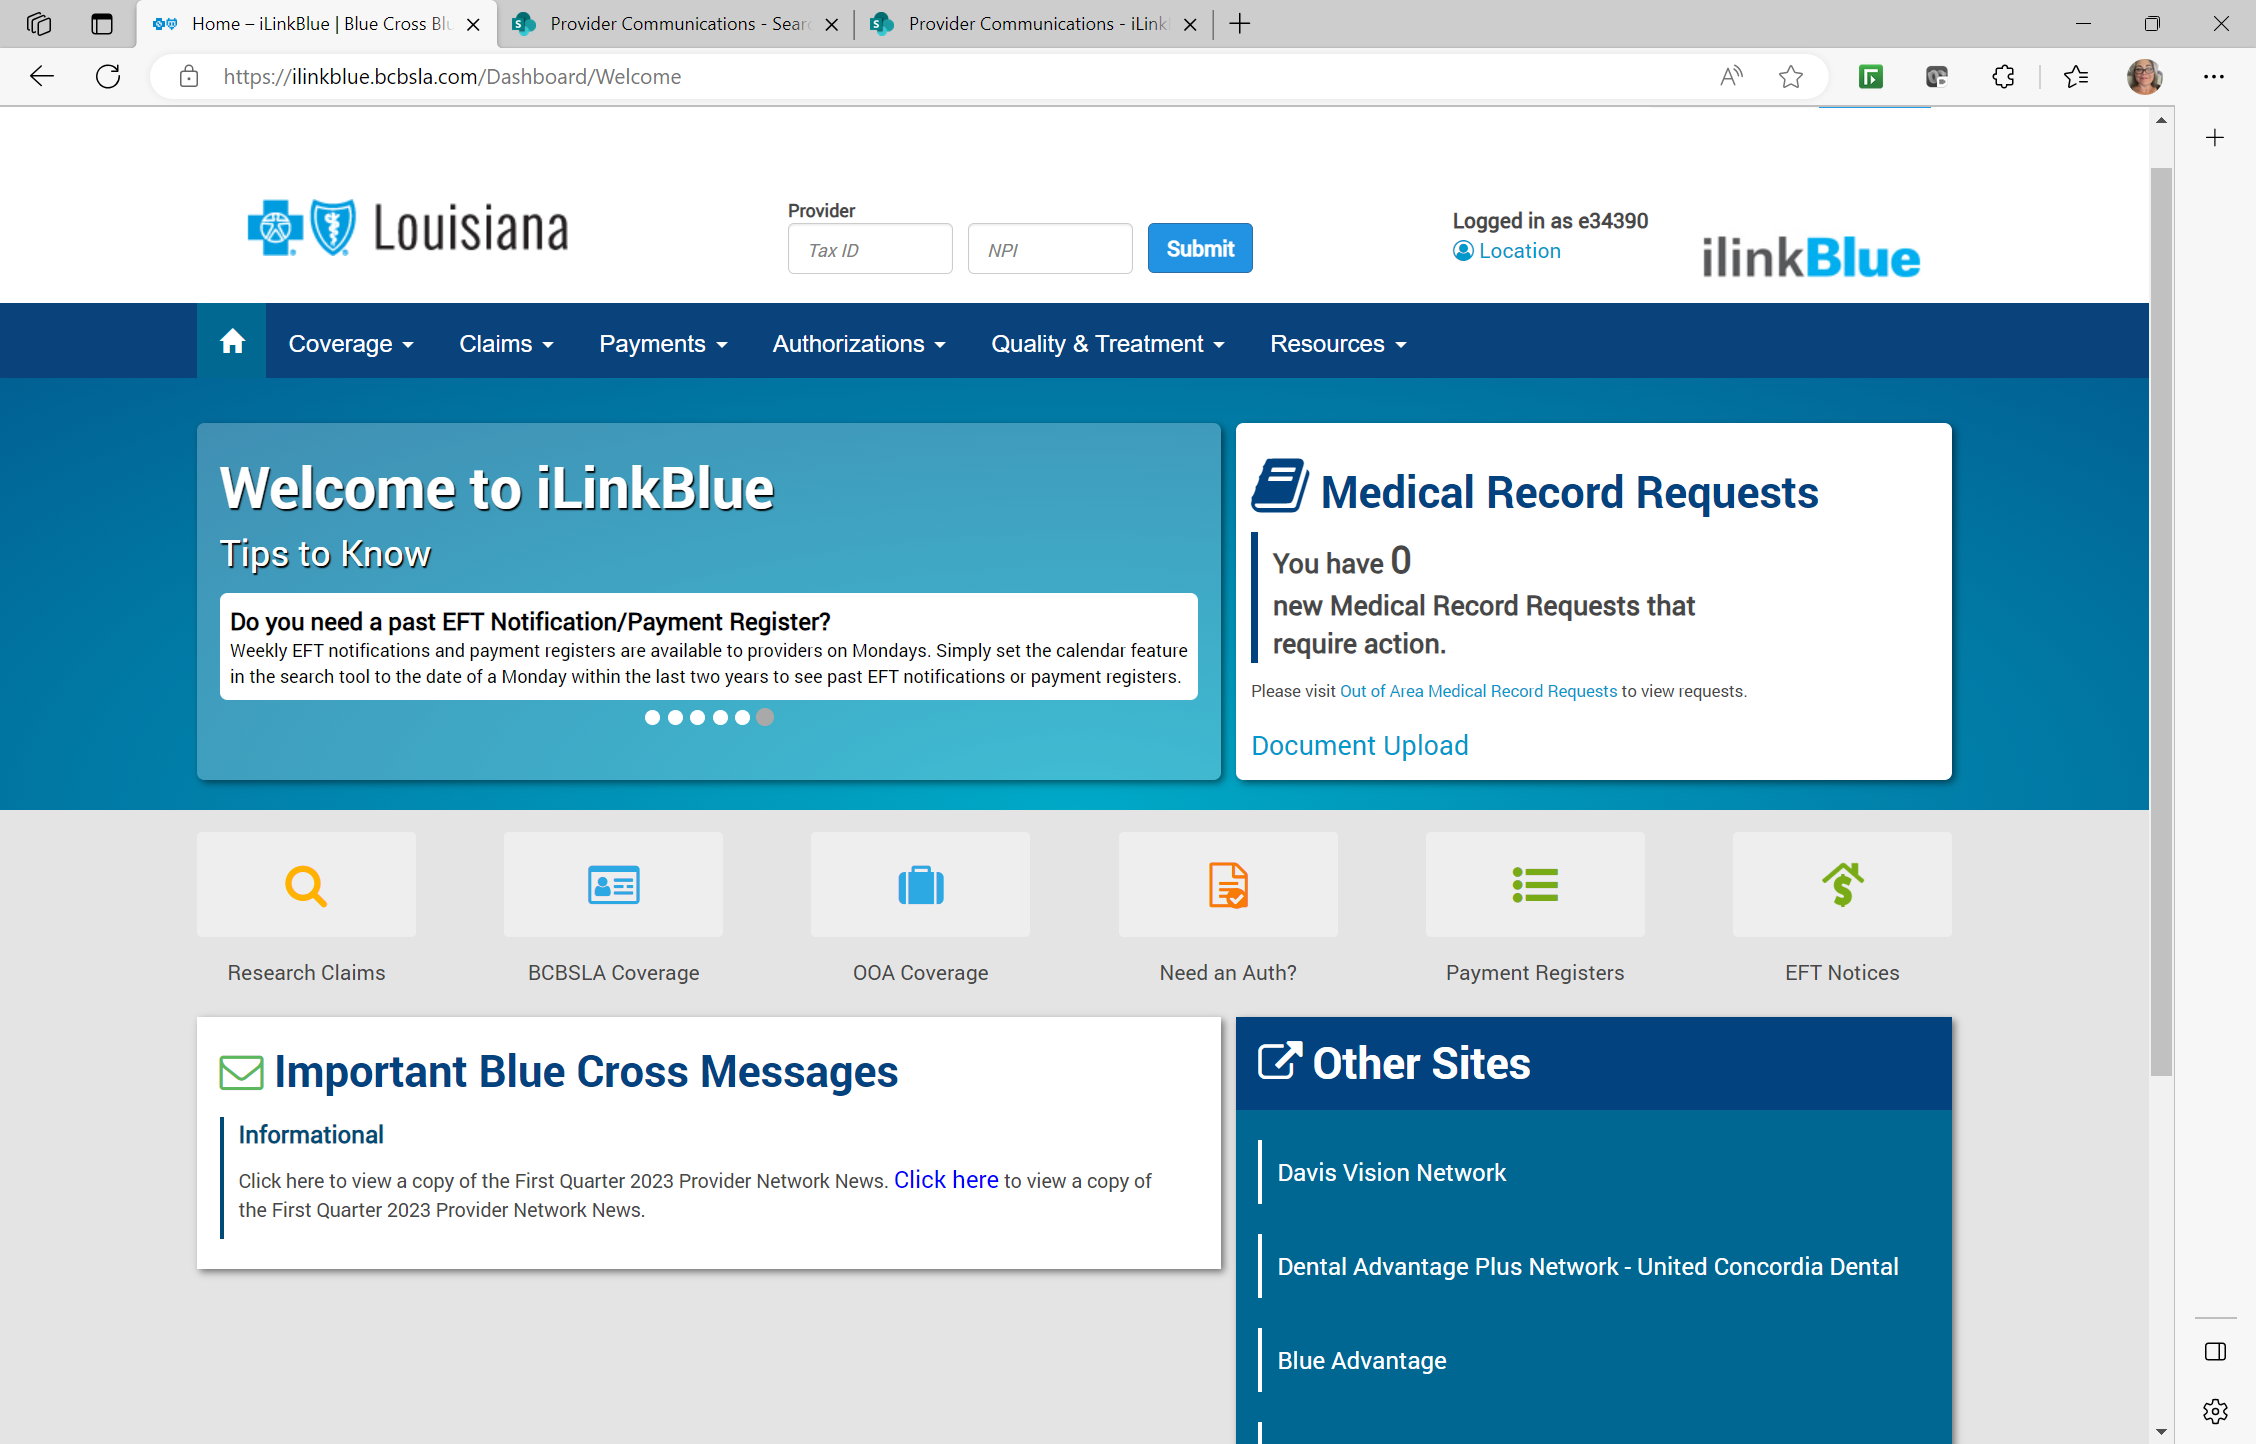 Home – iLinkBlue | Blue Cross Blu
Provider Communications - Sear
Provider Communications - iLink
https://ilinkblue.bcbsla.com/Dashboard/Welcome
Louisiana
Provider
Tax ID
NPI
Submit
Logged in as e34390
Location
ilinkBlue
Coverage
Claims
Payments
Authorizations
Quality & Treatment
Resources
Welcome to iLinkBlue
Tips to Know
Do you need a past EFT Notification/Payment Register?
Weekly EFT notifications and payment registers are available to providers on Mondays. Simply set the calendar feature
in the search tool to the date of a Monday within the last two years to see past EFT notifications or payment registers.
Medical Record Requests
You have 0
new Medical Record Requests that
require action.
Please visit Out of Area Medical Record Requests to view requests.
Document Upload
Research Claims
BCBSLA Coverage
OOA Coverage
Need an Auth?
Payment Registers
EFT Notices
Important Blue Cross Messages
Informational
Click here to view a copy of the First Quarter 2023 Provider Network News. Click here to view a copy of
the First Quarter 2023 Provider Network News.
Other Sites
Davis Vision Network
Dental Advantage Plus Network - United Concordia Dental
Blue Advantage